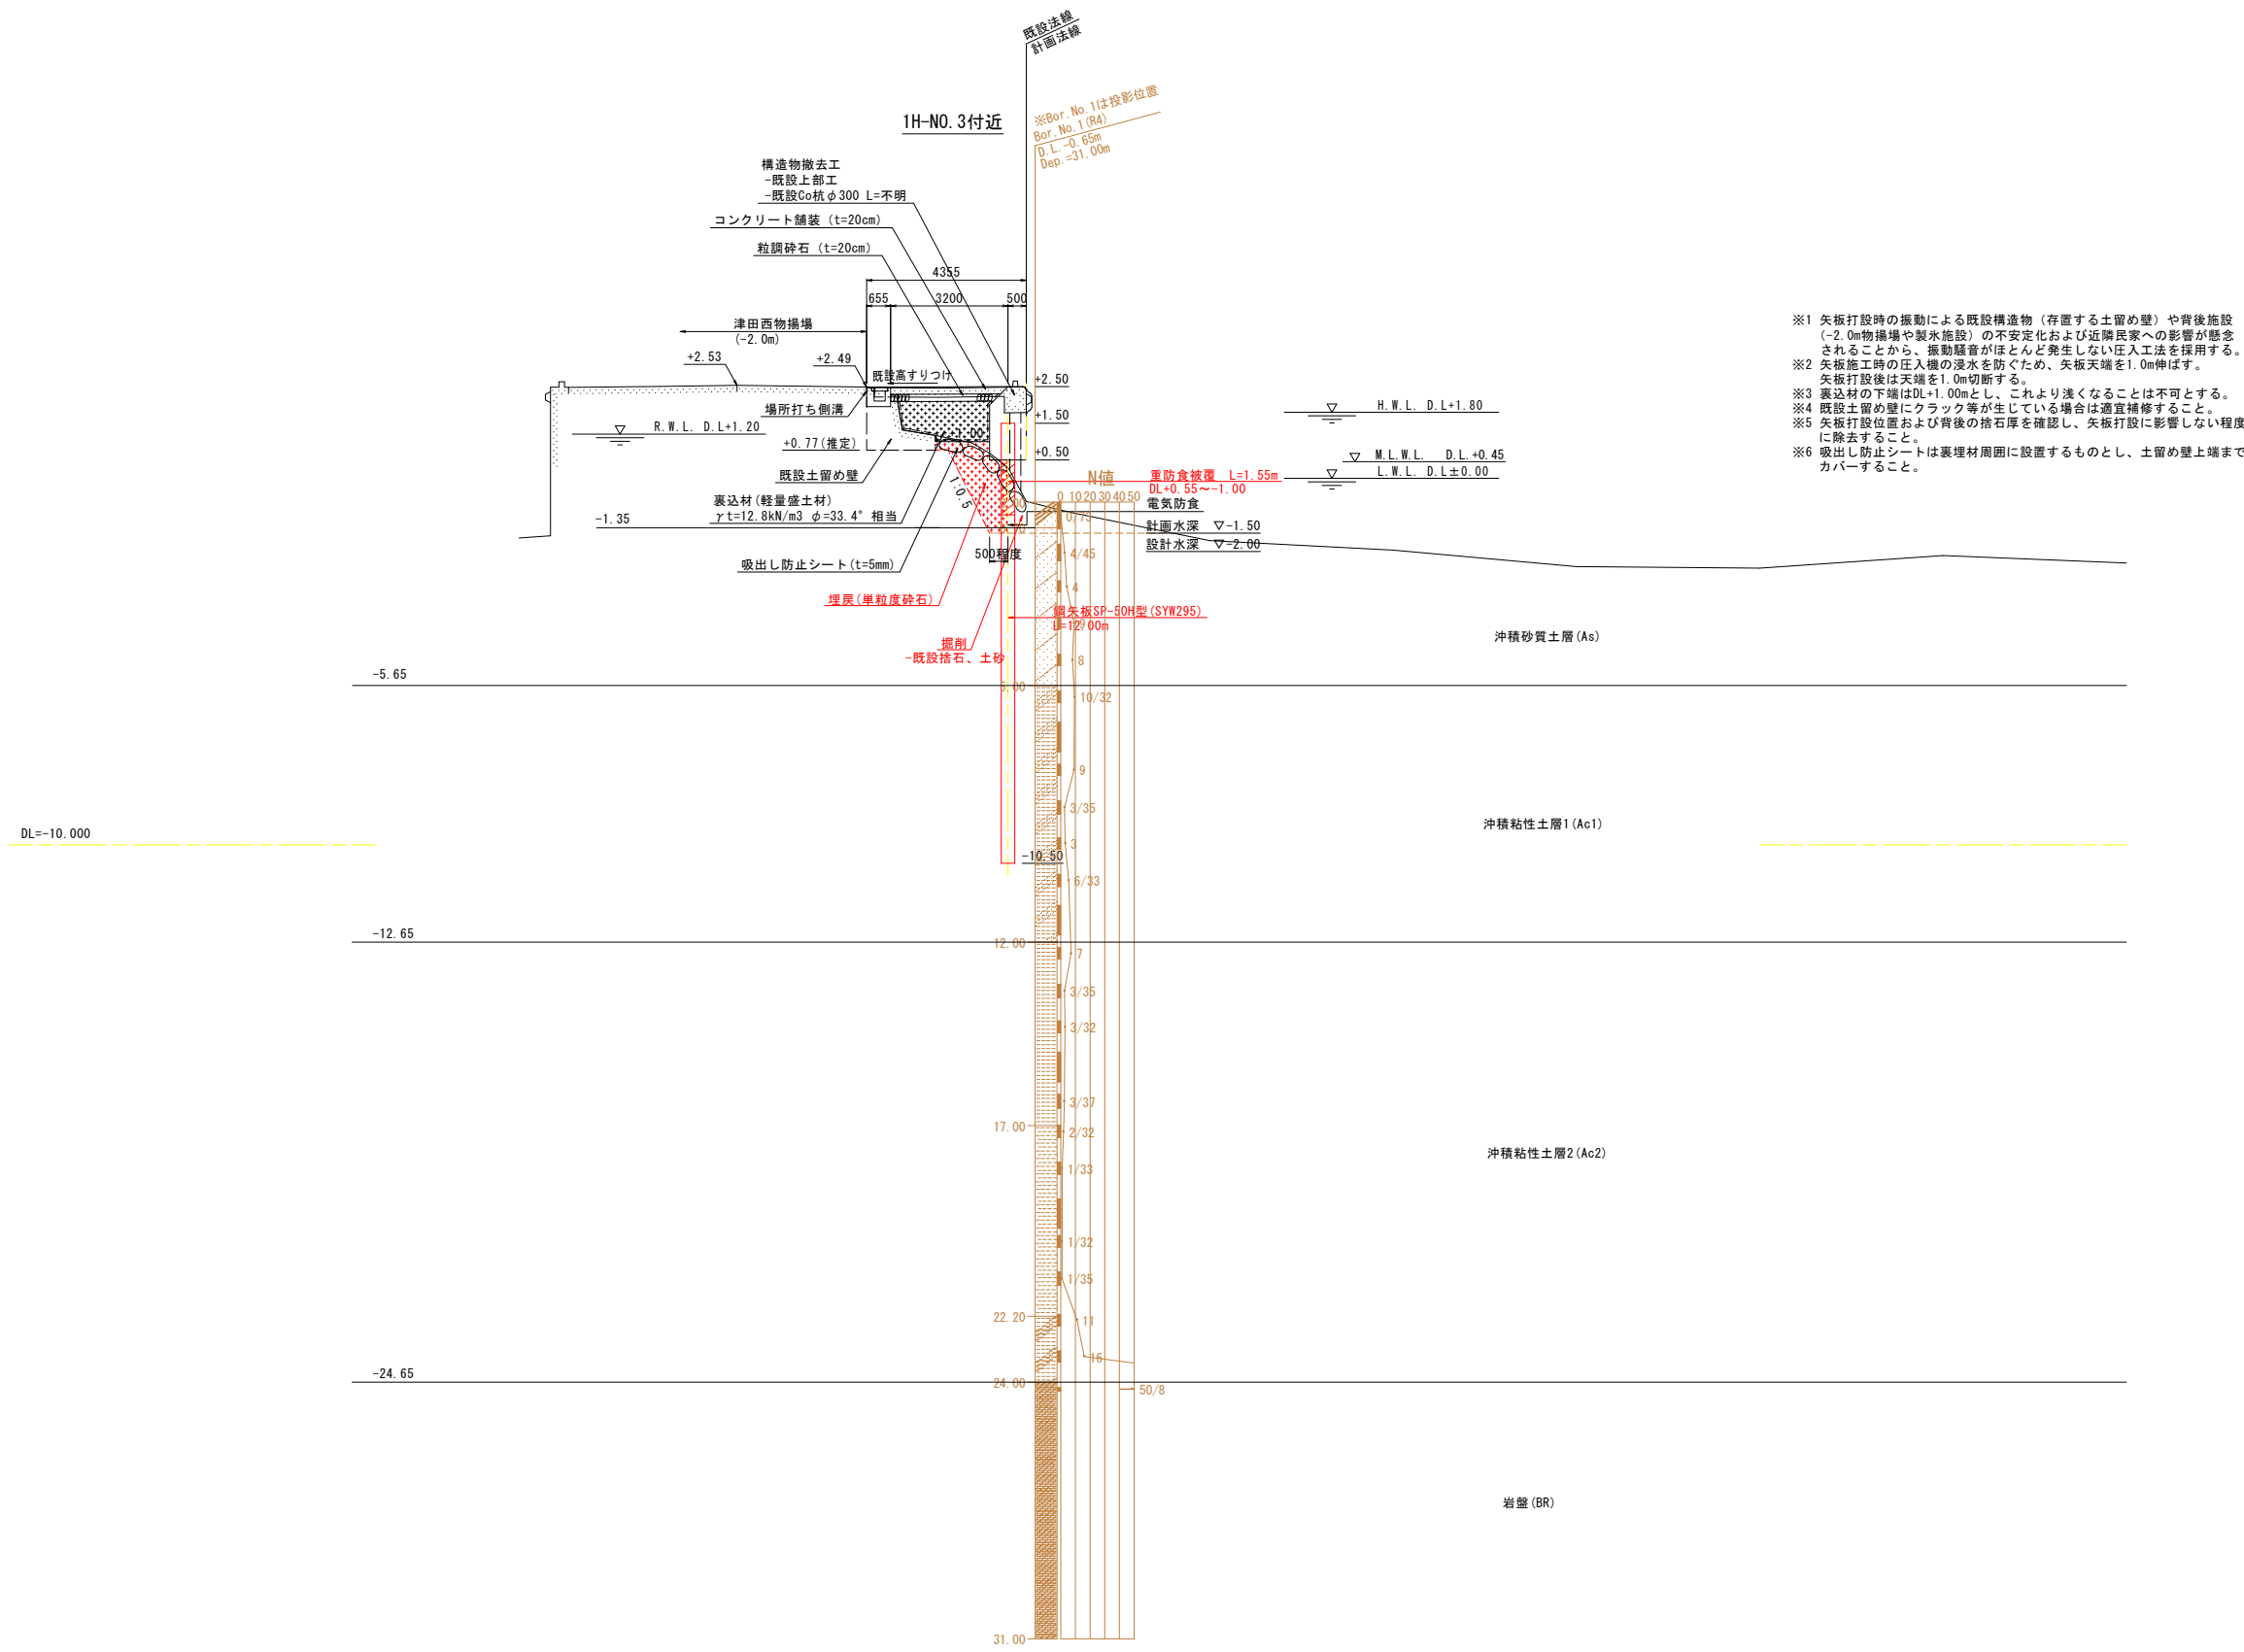 既設法線
計画法線
※Bor.No.1は投影位置
Bor.No.1(R4)
D.L.-0.65m
Dep.=31.00m
1H-NO.3付近
構造物撤去工
-既設上部工
-既設Co杭φ300 L=不明
コンクリート舗装 (t=20cm)
粒調砕石 (t=20cm)
4355
655
3200
500
津田西物揚場
(-2.0m)
+2.53
+2.49
既設高すりつけ
+2.50
+1.50
+0.50
場所打ち側溝
R.W.L. D.L+1.20
+0.77(推定)
既設土留め壁
裏込材(軽量盛土材)
γt=12.8kN/m3 φ=33.4°相当
-1.35
吸出し防止シート(t=5mm)
埋戻(単粒度砕石)
掘削
-既設捨石、土砂
1:0.5
500程度
H.W.L. D.L+1.80
M.L.W.L. D.L.+0.45
L.W.L. D.L±0.00
重防食被覆 L=1.55m
DL+0.55～-1.00
電気防食
計画水深 ▽-1.50
設計水深 ▽-2.00
鋼矢板SP-50H型(SYW295)
L=12.00m
※1 矢板打設時の振動による既設構造物（存置する土留め壁）や背後施設
(-2.0m物揚場や製氷施設）の不安定化および近隣民家への影響が懸念
されることから、振動騒音がほとんど発生しない圧入工法を採用する。
※2 矢板施工時の圧入機の浸水を防ぐため、矢板天端を1.0m伸ばす。
矢板打設後は天端を1.0m切断する。
※3 裏込材の下端はDL+1.00mとし、これより浅くなることは不可とする。
※4 既設土留め壁にクラック等が生じている場合は適宜補修すること。
※5 矢板打設位置および背後の捨石厚を確認し、矢板打設に影響しない程度
に除去すること。
※6 吸出し防止シートは裏埋材周囲に設置するものとし、土留め壁上端まで
カバーすること。
N値
0 10 20 30 40 50
0/75
4/45
4
9
8
10/32
9
3/35
3
6/33
7
3/35
3/32
3/37
2/32
1/33
1/32
1/35
11
16
50/8
5.00
12.00
17.00
22.20
24.00
31.00
沖積砂質土層(As)
-5.65
沖積粘性土層1(Ac1)
DL=-10.000
-10.50
-12.65
沖積粘性土層2(Ac2)
-24.65
岩盤(BR)